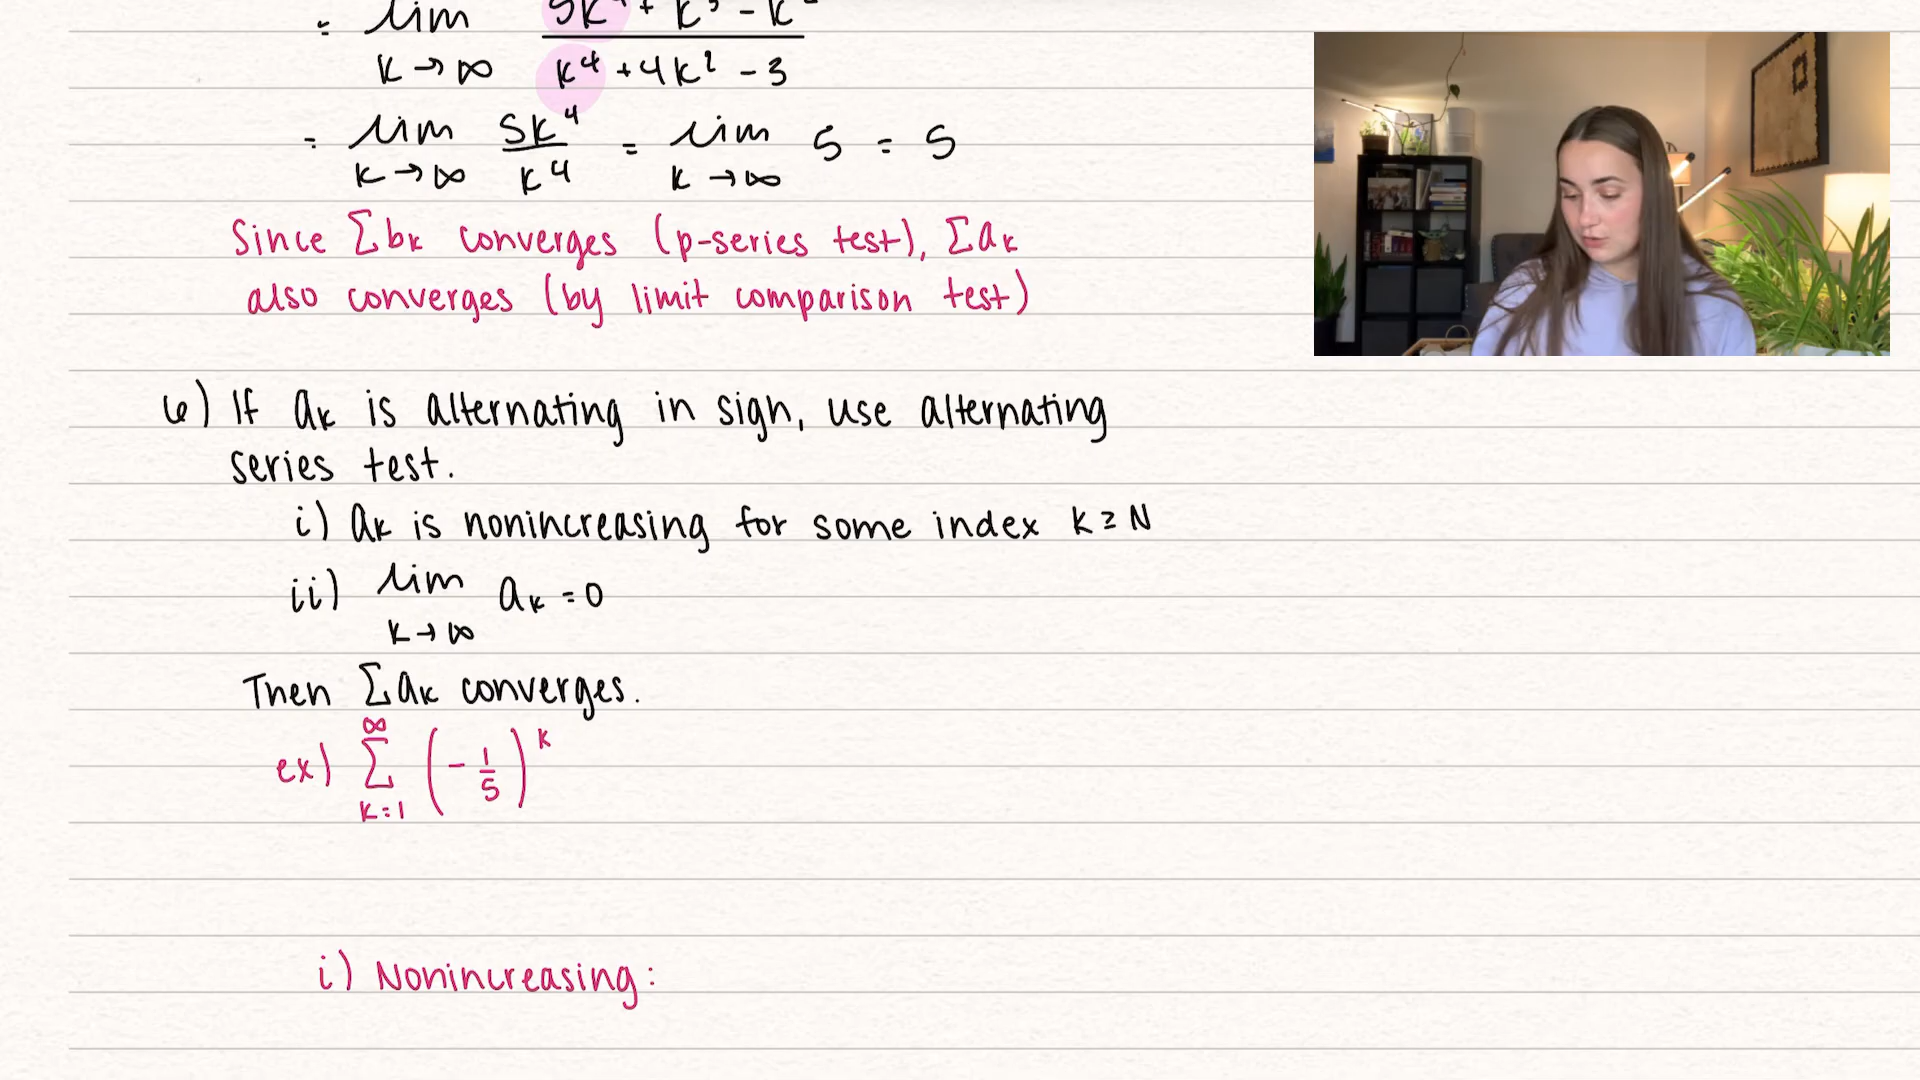 = lim 5k⁴ + k³ - k²
k → ∞ k⁴ + 4k² - 3
= lim 5k⁴ / k⁴ = lim 5 = 5
k → ∞ k → ∞
Since Σbₖ converges (p-series test), Σaₖ
also converges (by limit comparison test)
6) If aₖ is alternating in sign, use alternating
series test.
i) aₖ is nonincreasing for some index k ≥ N
ii) lim aₖ = 0
k → ∞
Then Σaₖ converges.
ex) ∞ Σ k=1 (-1/5)ᵏ
i) Nonincreasing: